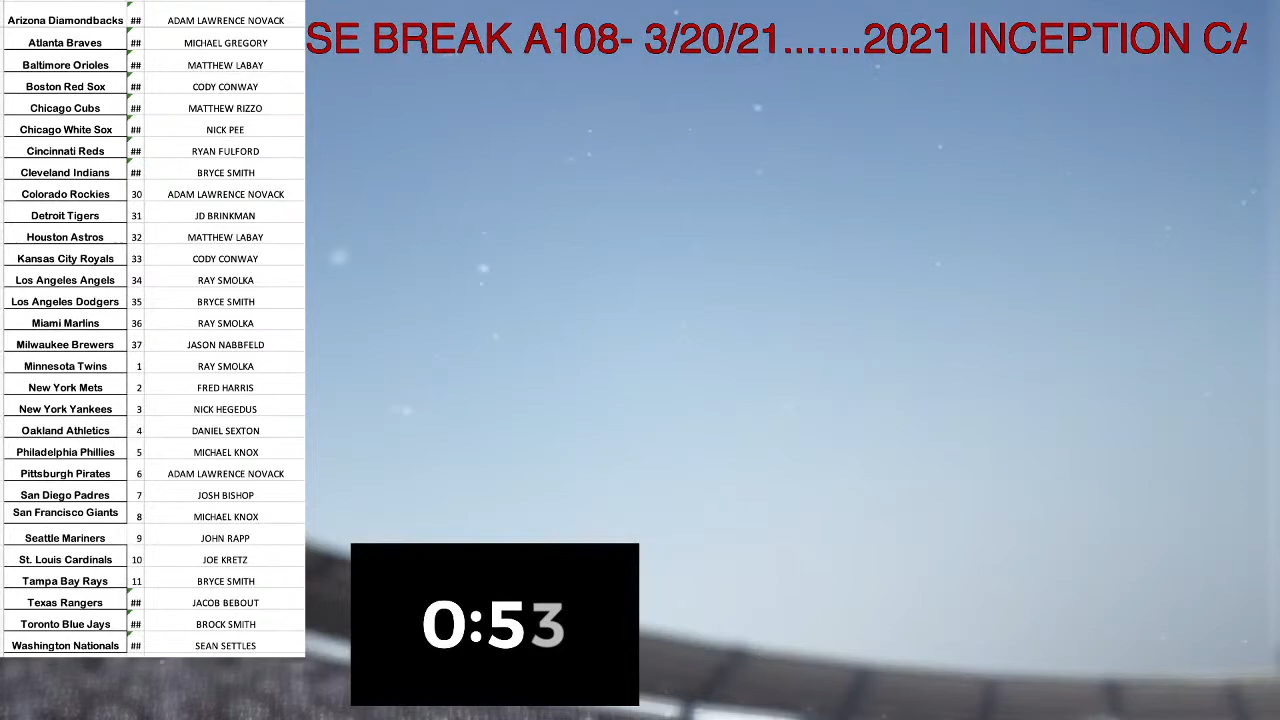 SE BREAK A108- 3/20/21.......2021 INCEPTION CA
Arizona Diamondbacks ## ADAM LAWRENCE NOVACK
Atlanta Braves ## MICHAEL GREGORY
Baltimore Orioles ## MATTHEW LABAY
Boston Red Sox ## CODY CONWAY
Chicago Cubs ## MATTHEW RIZZO
Chicago White Sox ## NICK PEE
Cincinnati Reds ## RYAN FULFORD
Cleveland Indians ## BRYCE SMITH
Colorado Rockies 30 ADAM LAWRENCE NOVACK
Detroit Tigers 31 JD BRINKMAN
Houston Astros 32 MATTHEW LABAY
Kansas City Royals 33 CODY CONWAY
Los Angeles Angels 34 RAY SMOLKA
Los Angeles Dodgers 35 BRYCE SMITH
Miami Marlins 36 RAY SMOLKA
Milwaukee Brewers 37 JASON NABBFELD
Minnesota Twins 1 RAY SMOLKA
New York Mets 2 FRED HARRIS
New York Yankees 3 NICK HEGEDUS
Oakland Athletics 4 DANIEL SEXTON
Philadelphia Phillies 5 MICHAEL KNOX
Pittsburgh Pirates 6 ADAM LAWRENCE NOVACK
San Diego Padres 7 JOSH BISHOP
San Francisco Giants 8 MICHAEL KNOX
Seattle Mariners 9 JOHN RAPP
St. Louis Cardinals 10 JOE KRETZ
Tampa Bay Rays 11 BRYCE SMITH
Texas Rangers ## JACOB BEBOUT
Toronto Blue Jays ## BROCK SMITH
Washington Nationals ## SEAN SETTLES
0:53